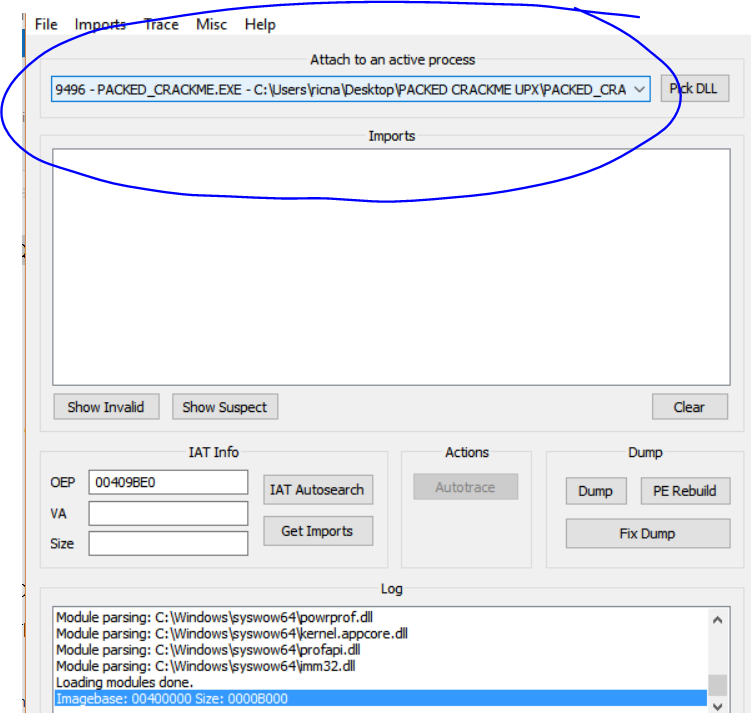 File Imports Trace Misc Help
Attach to an active process
9496 - PACKED_CRACKME.EXE - C:\Users\ricna\Desktop\PACKED CRACKME UPX\PACKED_CRA
Pick DLL
Imports
Show Invalid Show Suspect Clear
IAT Info Actions Dump
OEP 00409BE0 IAT Autosearch Autotrace Dump PE Rebuild
VA
Get Imports Fix Dump
Size
Log
Module parsing: C:\Windows\syswow64\powrprof.dll
Module parsing: C:\Windows\syswow64\kernel.appcore.dll
Module parsing: C:\Windows\syswow64\profapi.dll
Module parsing: C:\Windows\syswow64\imm32.dll
Loading modules done.
Imagebase: 00400000 Size: 0000B000